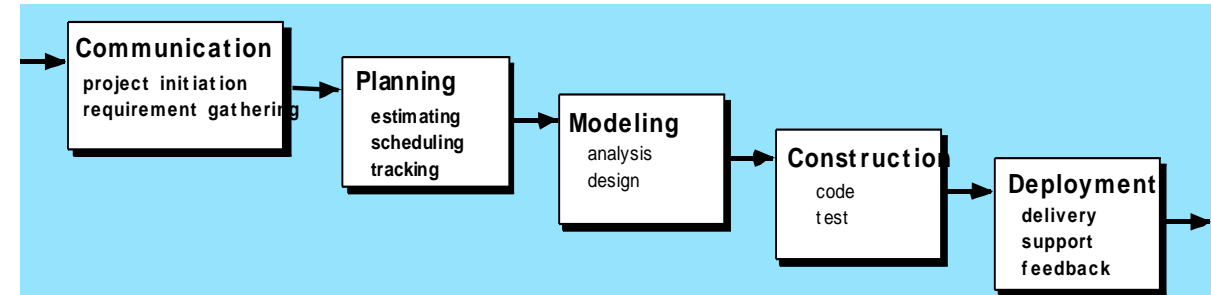 Communication
project initiation
requirement gathering
Planning
estimating
scheduling
tracking
Modeling
analysis
design
Construction
code
test
Deployment
delivery
support
feedback